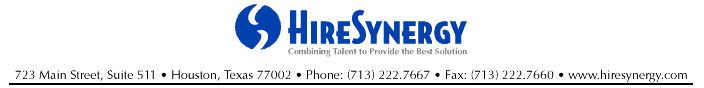 HIRESYNERGY
Combining Talent to Provide the Best Solution
723 Main Street, Suite 511 • Houston, Texas 77002 • Phone: (713) 222.7667 • Fax: (713) 222.7660 • www.hiresynergy.com